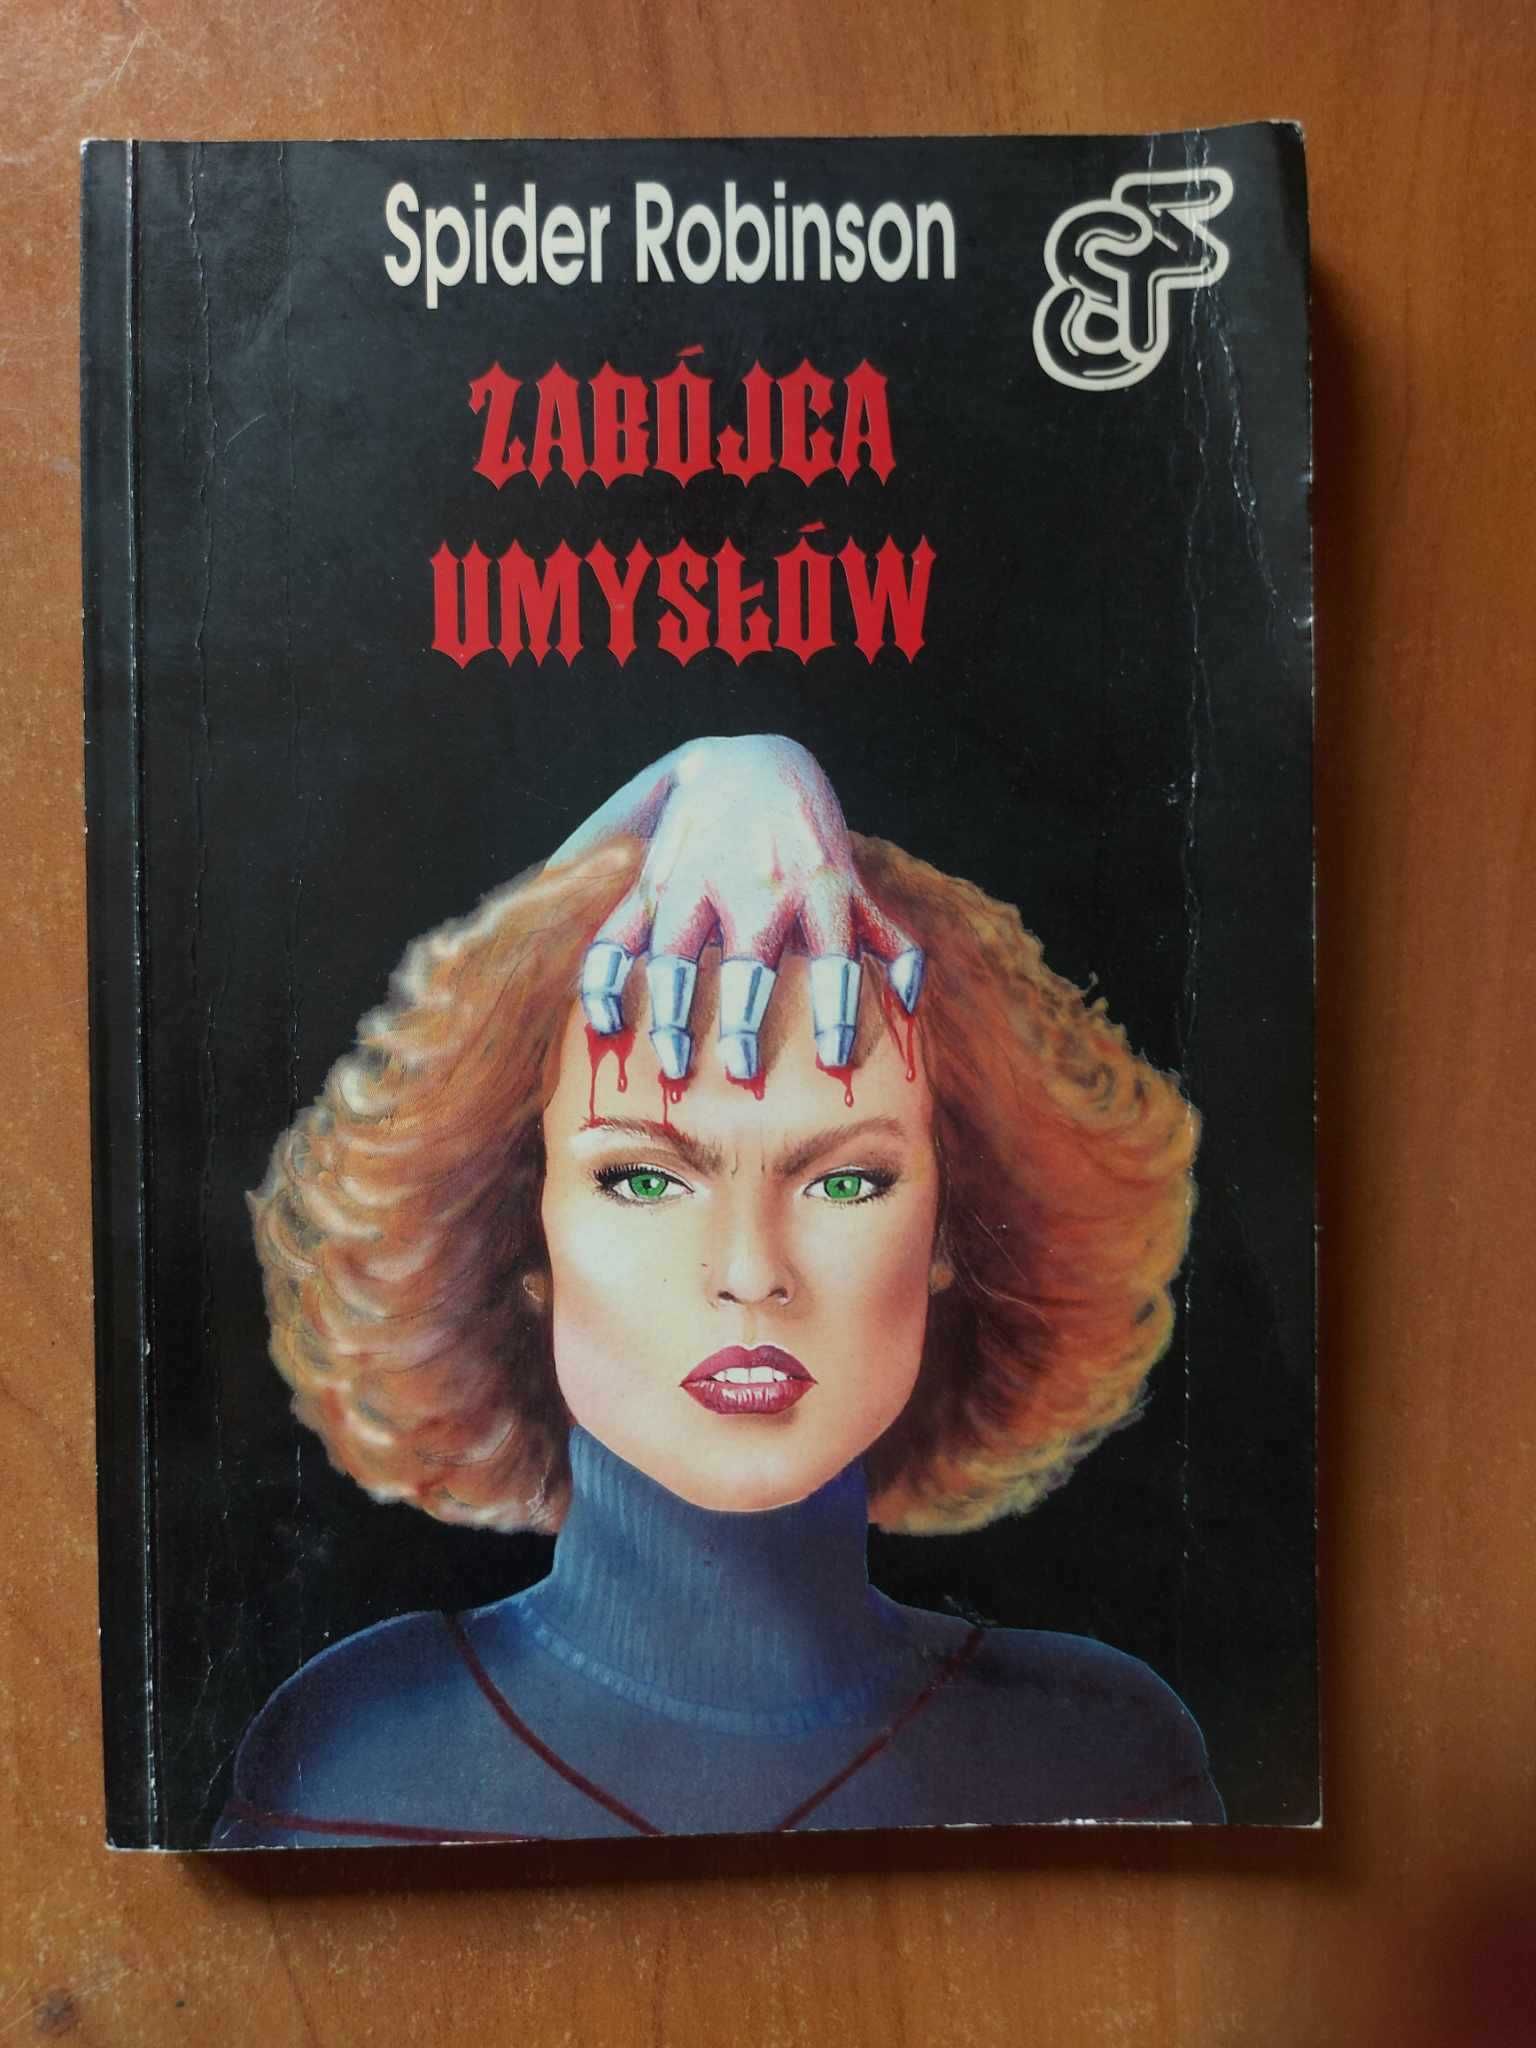 Spider Robinson
ZABÓJCA
UMYSŁÓW